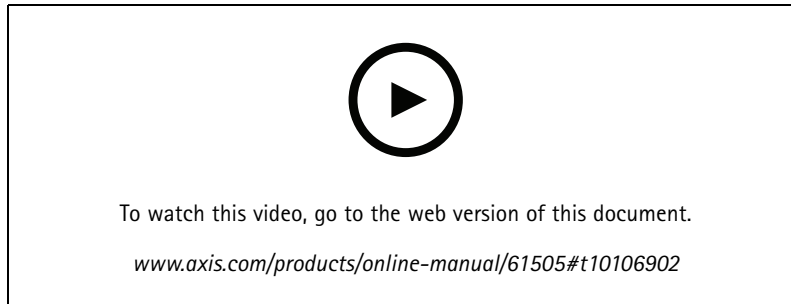 To watch this video, go to the web version of this document.
www.axis.com/products/online-manual/61505#t10106902